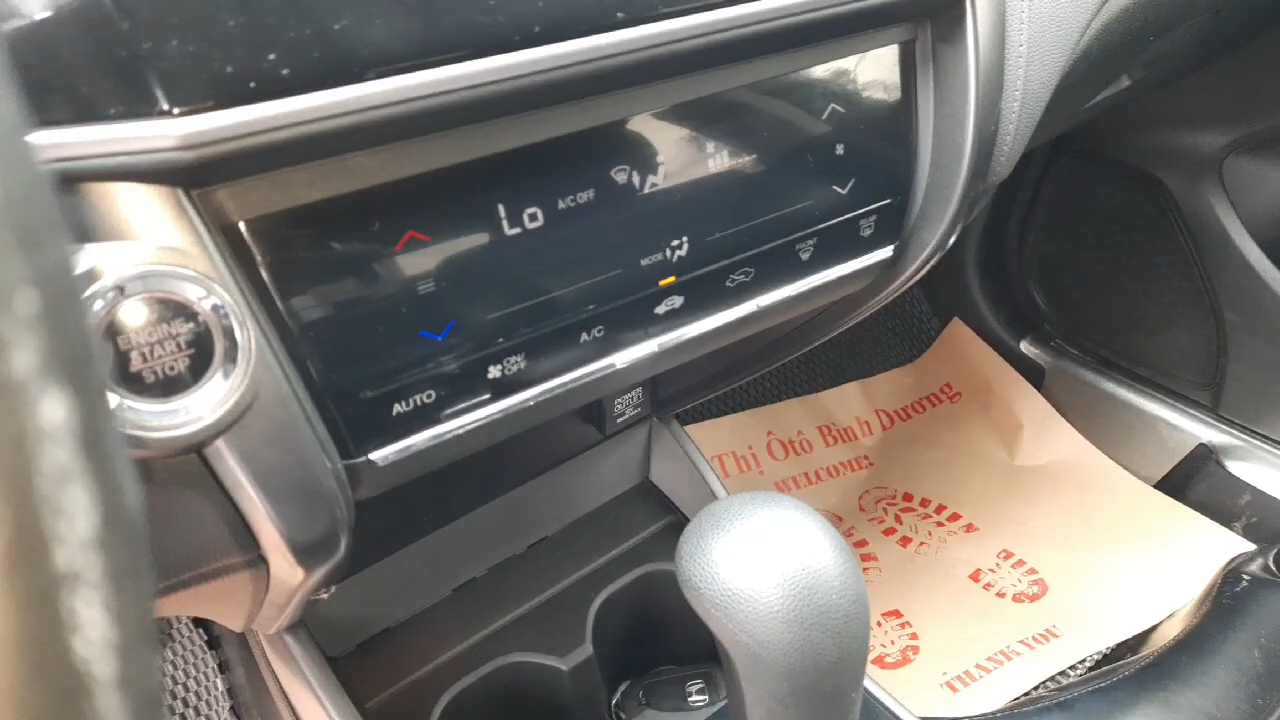 Lo
A/C OFF
MODE
FRONT
REAR
AUTO
ON/
OFF
A/C
ENGINE
START
STOP
POWER
OUTLET
Thị Ôtô Bình Dương
WELCOME!
THANK YOU